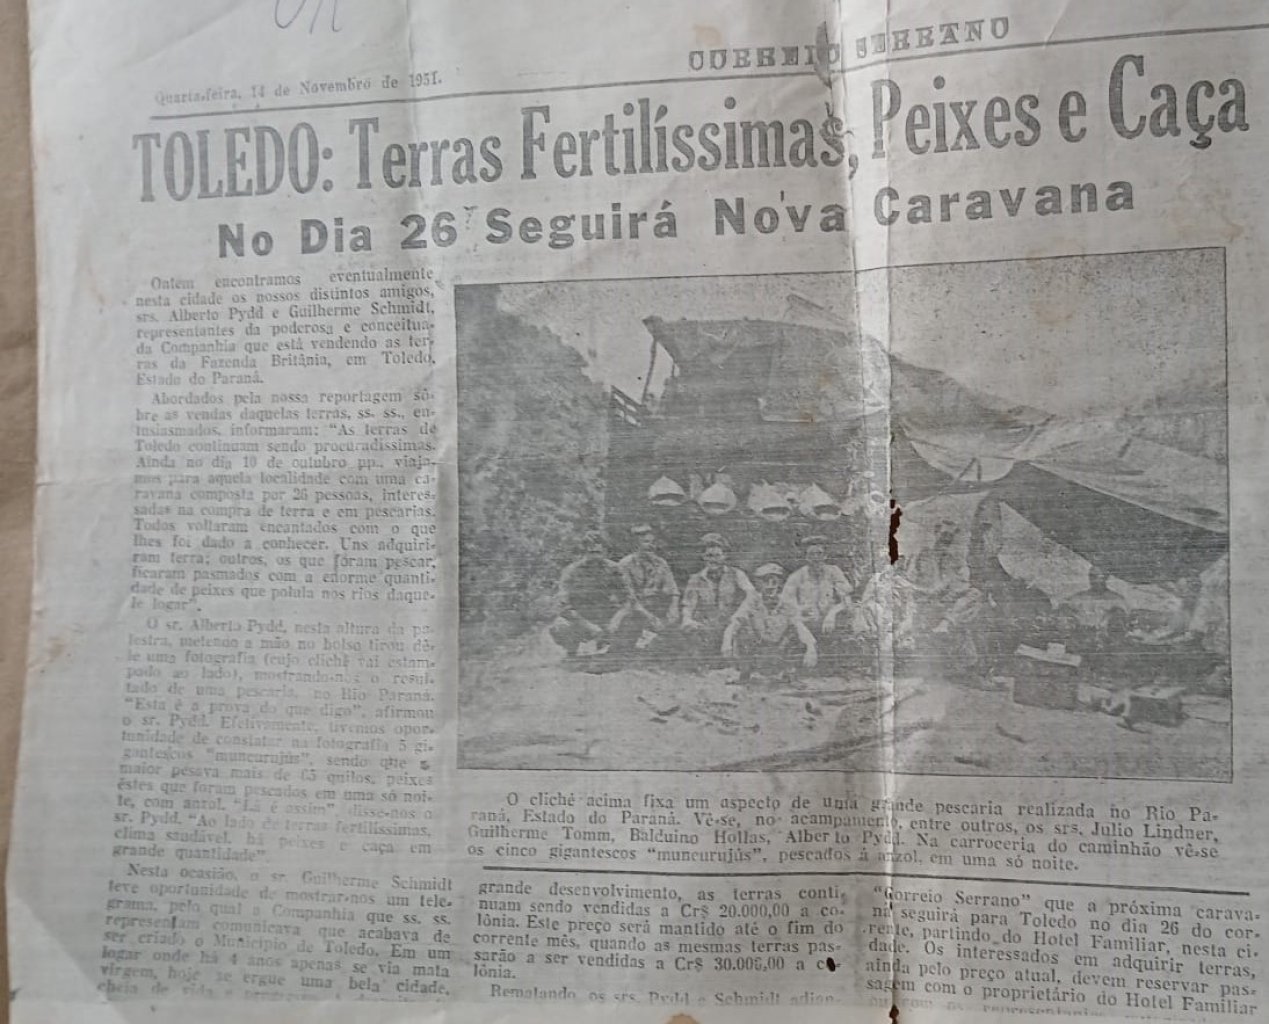 Quarta-feira, 14 de Novembro de 1951.
CORREIO SERRANO
TOLEDO: Terras Fertilíssimas, Peixes e Caça
No Dia 26 Seguirá Nova Caravana
Ontem encontramos eventualmente
nesta cidade os nossos distintos amigos,
srs. Alberto Pydd e Guilherme Schmidt,
representantes da poderosa e conceitua-
da Companhia que está vendendo as ter-
ras da Fazenda Britânia, em Toledo,
Estado do Paraná.
Abordados pela nossa reportagem sô-
bre as vendas daquelas terras, ss. ss., en-
tusiasmados, informaram: "As terras de
Toledo continuam sendo procuradíssimas.
Ainda no dia 10 de outubro pp., viaja-
mos para aquela localidade com uma ca-
ravana composta por 26 pessoas, interes-
sadas na compra de terra e em pescarias.
Todos voltaram encantados com o que
lhes foi dado a conhecer. Uns adquiri-
ram terra; outros, os que foram pescar,
ficaram pasmados com a enorme quanti-
dade de peixes que polula nos rios daque-
le logar".
O sr. Alberto Pydd, nesta altura da pa-
lestra, metendo a mão no bolso tirou dê-
le uma fotografia (cujo clichê vai estam-
pado ao lado), mostrando-nos o resul-
tado de uma pescaria, no Rio Paraná.
"Esta é a prova do que digo", afirmou
o sr. Pydd. Efetivamente, tivemos opor-
tunidade de constatar na fotografia 5 gi-
gantescos "muncurujús", sendo que o
maior pesava mais de 65 quilos, peixes
êstes que foram pescados em uma só noi-
te, com anzol. "Lá é assim", disse-nos o
sr. Pydd. "Ao lado de terras fertilíssimas,
clima saudável, há peixes e caça em
grande quantidade".
Nesta ocasião, o sr. Guilherme Schmidt
teve oportunidade de mostrar-nos um tele-
grama, pelo qual a Companhia que ss. ss.
representam comunicava que acabava de
ser criado o Município de Toledo. Em um
logar onde há 4 anos apenas se via mata
virgem, hoje se ergue uma bela cidade,
cheia de vida e
O clichê acima fixa um aspecto de uma grande pescaria realizada no Rio Pa-
raná, Estado do Paraná. Vê-se, no acampamento, entre outros, os srs. Julio Lindner,
Guilherme Tomm, Balduino Hollas, Alberto Pydd. Na carroceria do caminhão vê-se
os cinco gigantescos "muncurujús", pescados à anzol, em uma só noite.
grande desenvolvimento, as terras conti-
nuam sendo vendidas a Cr$ 20.000,00 a co-
lônia. Este preço será mantido até o fim do
corrente mês, quando as mesmas terras pas-
sarão a ser vendidas a Cr$ 30.000,00 a co-
lônia.
Rematando, os srs. Pydd e Schmidt adian-
"Correio Serrano" que a próxima carava-
na seguirá para Toledo no dia 26 do cor-
rente, partindo do Hotel Familiar, nesta ci-
dade. Os interessados em adquirir terras,
ainda pelo preço atual, devem reservar pas-
sagem com o proprietário do Hotel Familiar